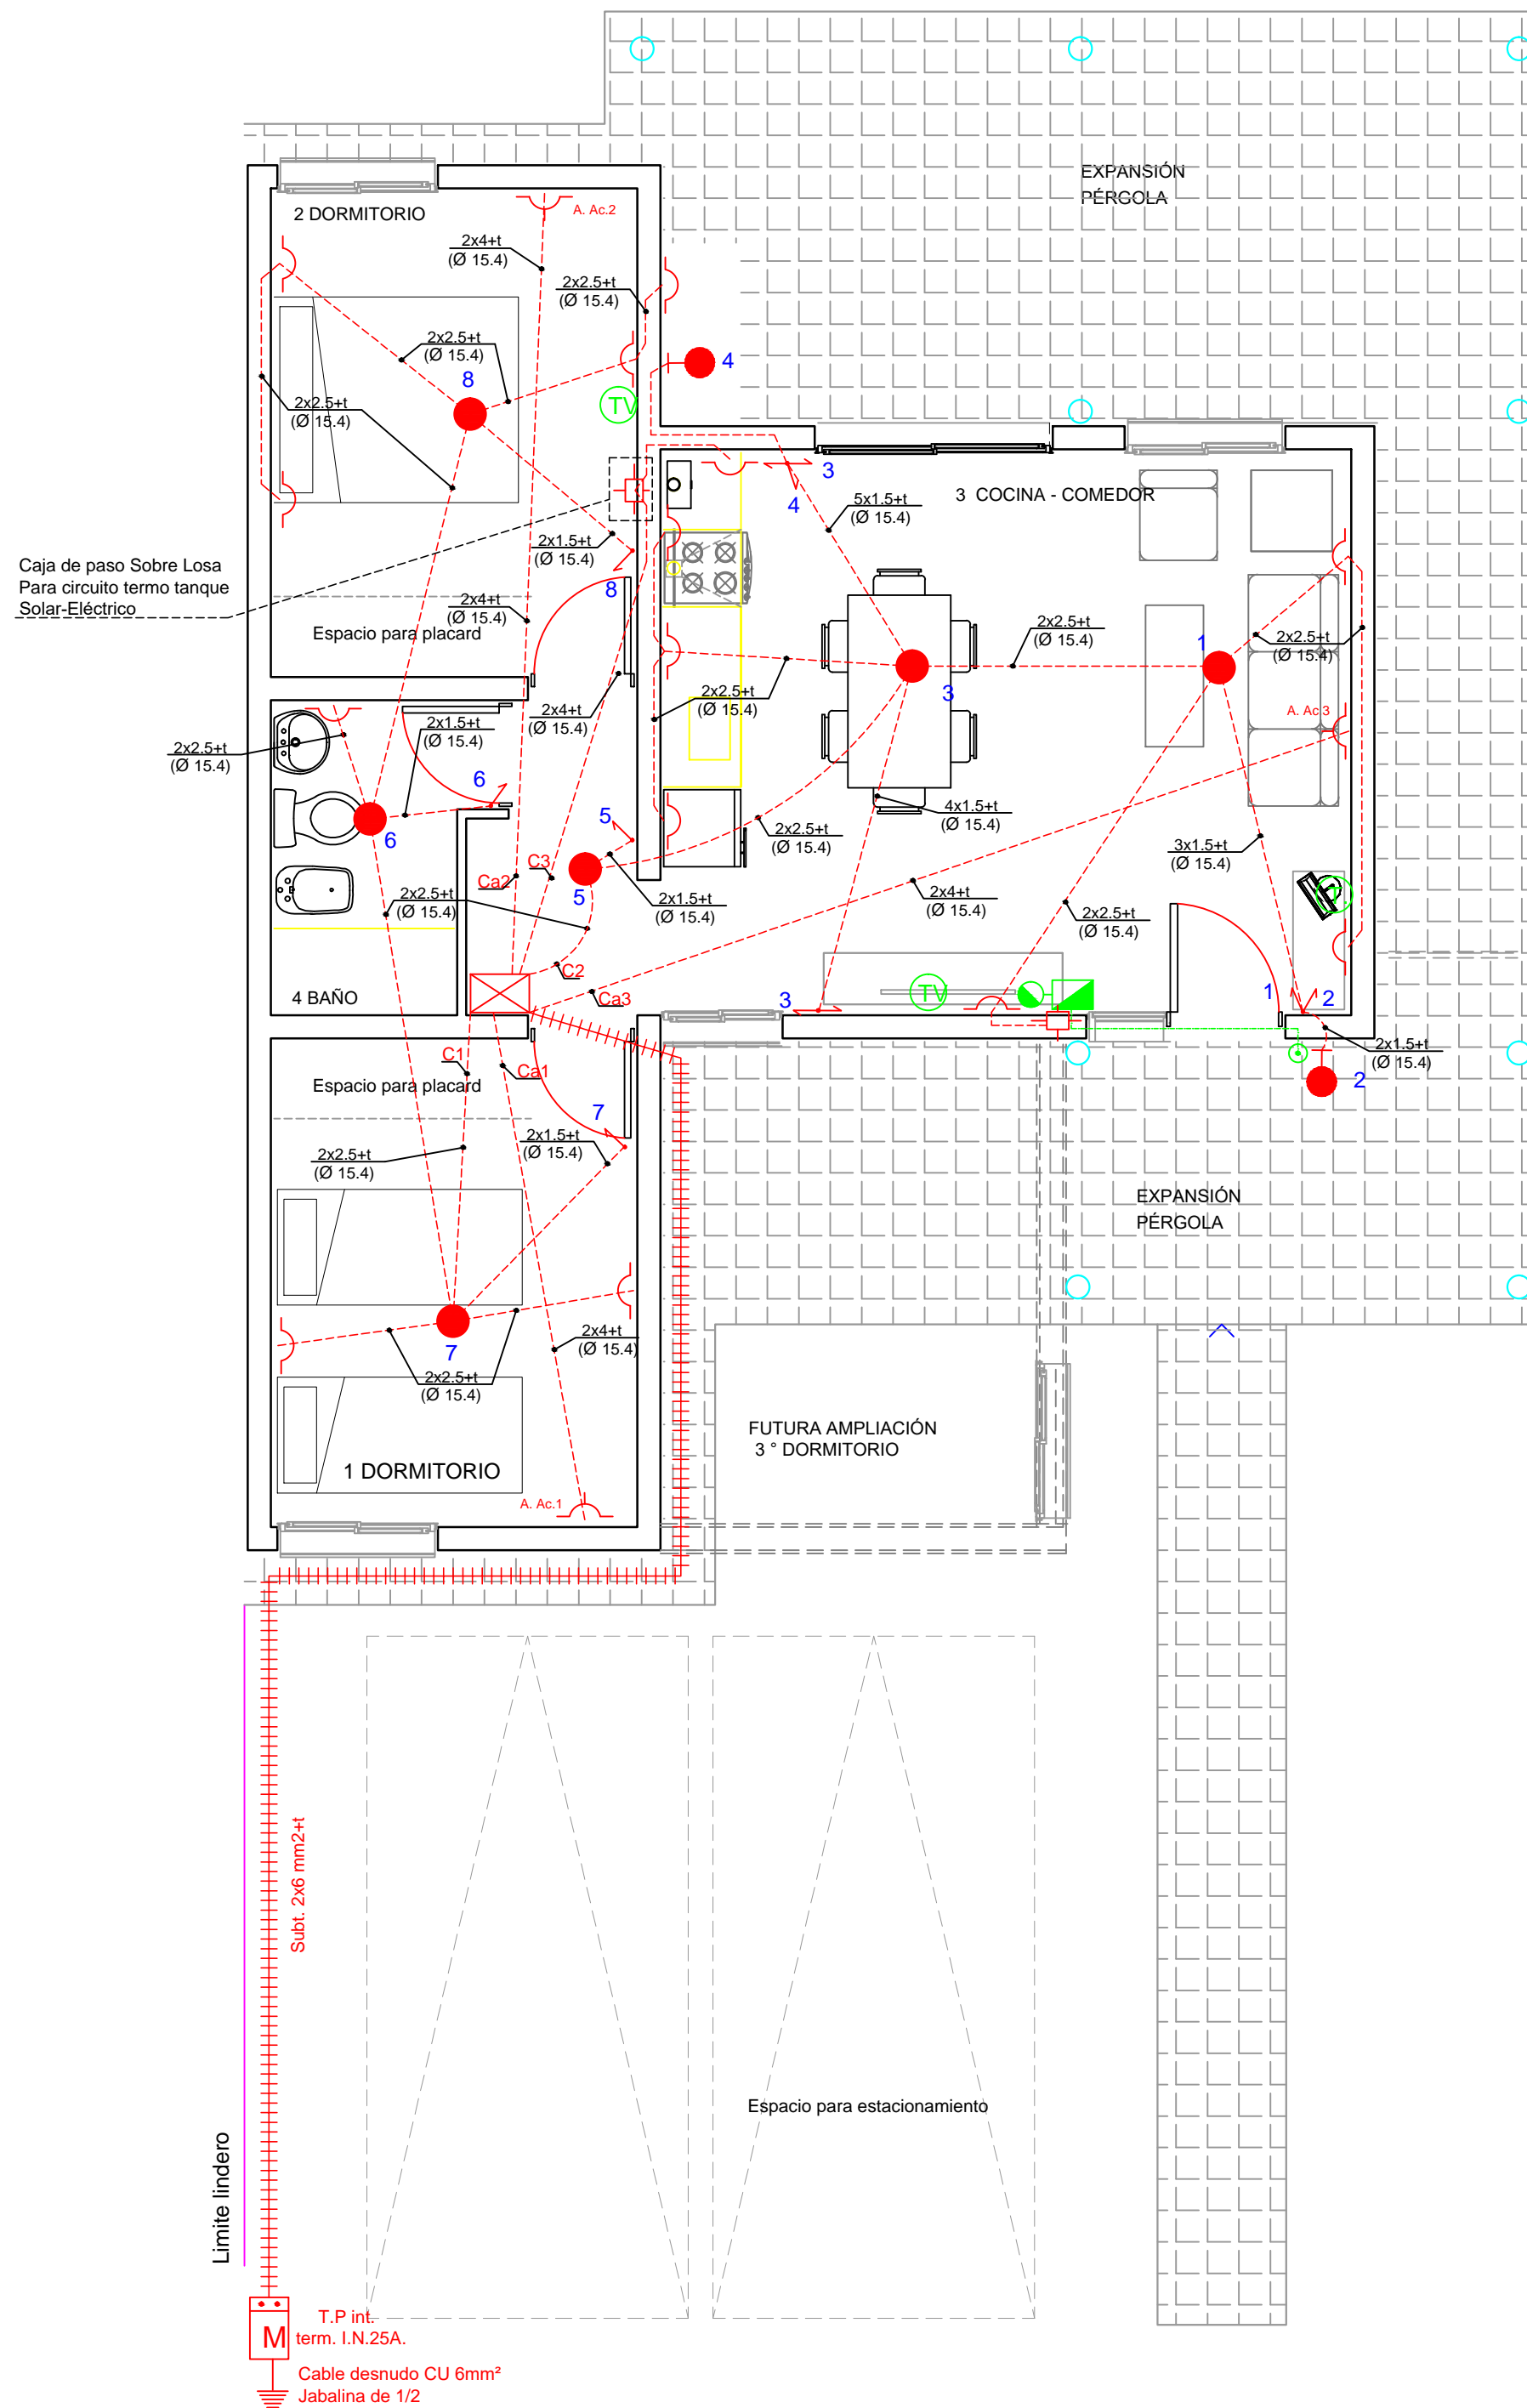 EXPANSIÓN
PÉRGOLA
2 DORMITORIO
A. Ac.2
2x4+t
(Ø 15.4)
2x2.5+t
(Ø 15.4)
2x2.5+t
(Ø 15.4)
4
8
TV
2x2.5+t
(Ø 15.4)
3
4
5x1.5+t
(Ø 15.4)
3 COCINA - COMEDOR
2x1.5+t
(Ø 15.4)
Caja de paso Sobre Losa
Para circuito termo tanque
Solar-Eléctrico
8
2x4+t
(Ø 15.4)
Espacio para placard
2x2.5+t
(Ø 15.4)
1
2x2.5+t
(Ø 15.4)
3
2x2.5+t
(Ø 15.4)
2x4+t
(Ø 15.4)
A. Ac.3
2x1.5+t
(Ø 15.4)
2x2.5+t
(Ø 15.4)
6
6
5
4x1.5+t
(Ø 15.4)
2x2.5+t
(Ø 15.4)
3x1.5+t
(Ø 15.4)
C3
Ca2
5
2x2.5+t
(Ø 15.4)
2x1.5+t
(Ø 15.4)
2x4+t
(Ø 15.4)
2x2.5+t
(Ø 15.4)
T
C2
Ca3
4 BAÑO
3
TV
1
2
2x1.5+t
(Ø 15.4)
2
C1
Ca1
Espacio para placard
7
2x1.5+t
(Ø 15.4)
2x2.5+t
(Ø 15.4)
EXPANSIÓN
PÉRGOLA
7
2x4+t
(Ø 15.4)
2x2.5+t
(Ø 15.4)
FUTURA AMPLIACIÓN
3 ° DORMITORIO
1 DORMITORIO
A. Ac.1
Subt. 2x6 mm2+t
Espacio para estacionamiento
Limite lindero
M
T.P int.
term. I.N.25A.
Cable desnudo CU 6mm²
Jabalina de 1/2